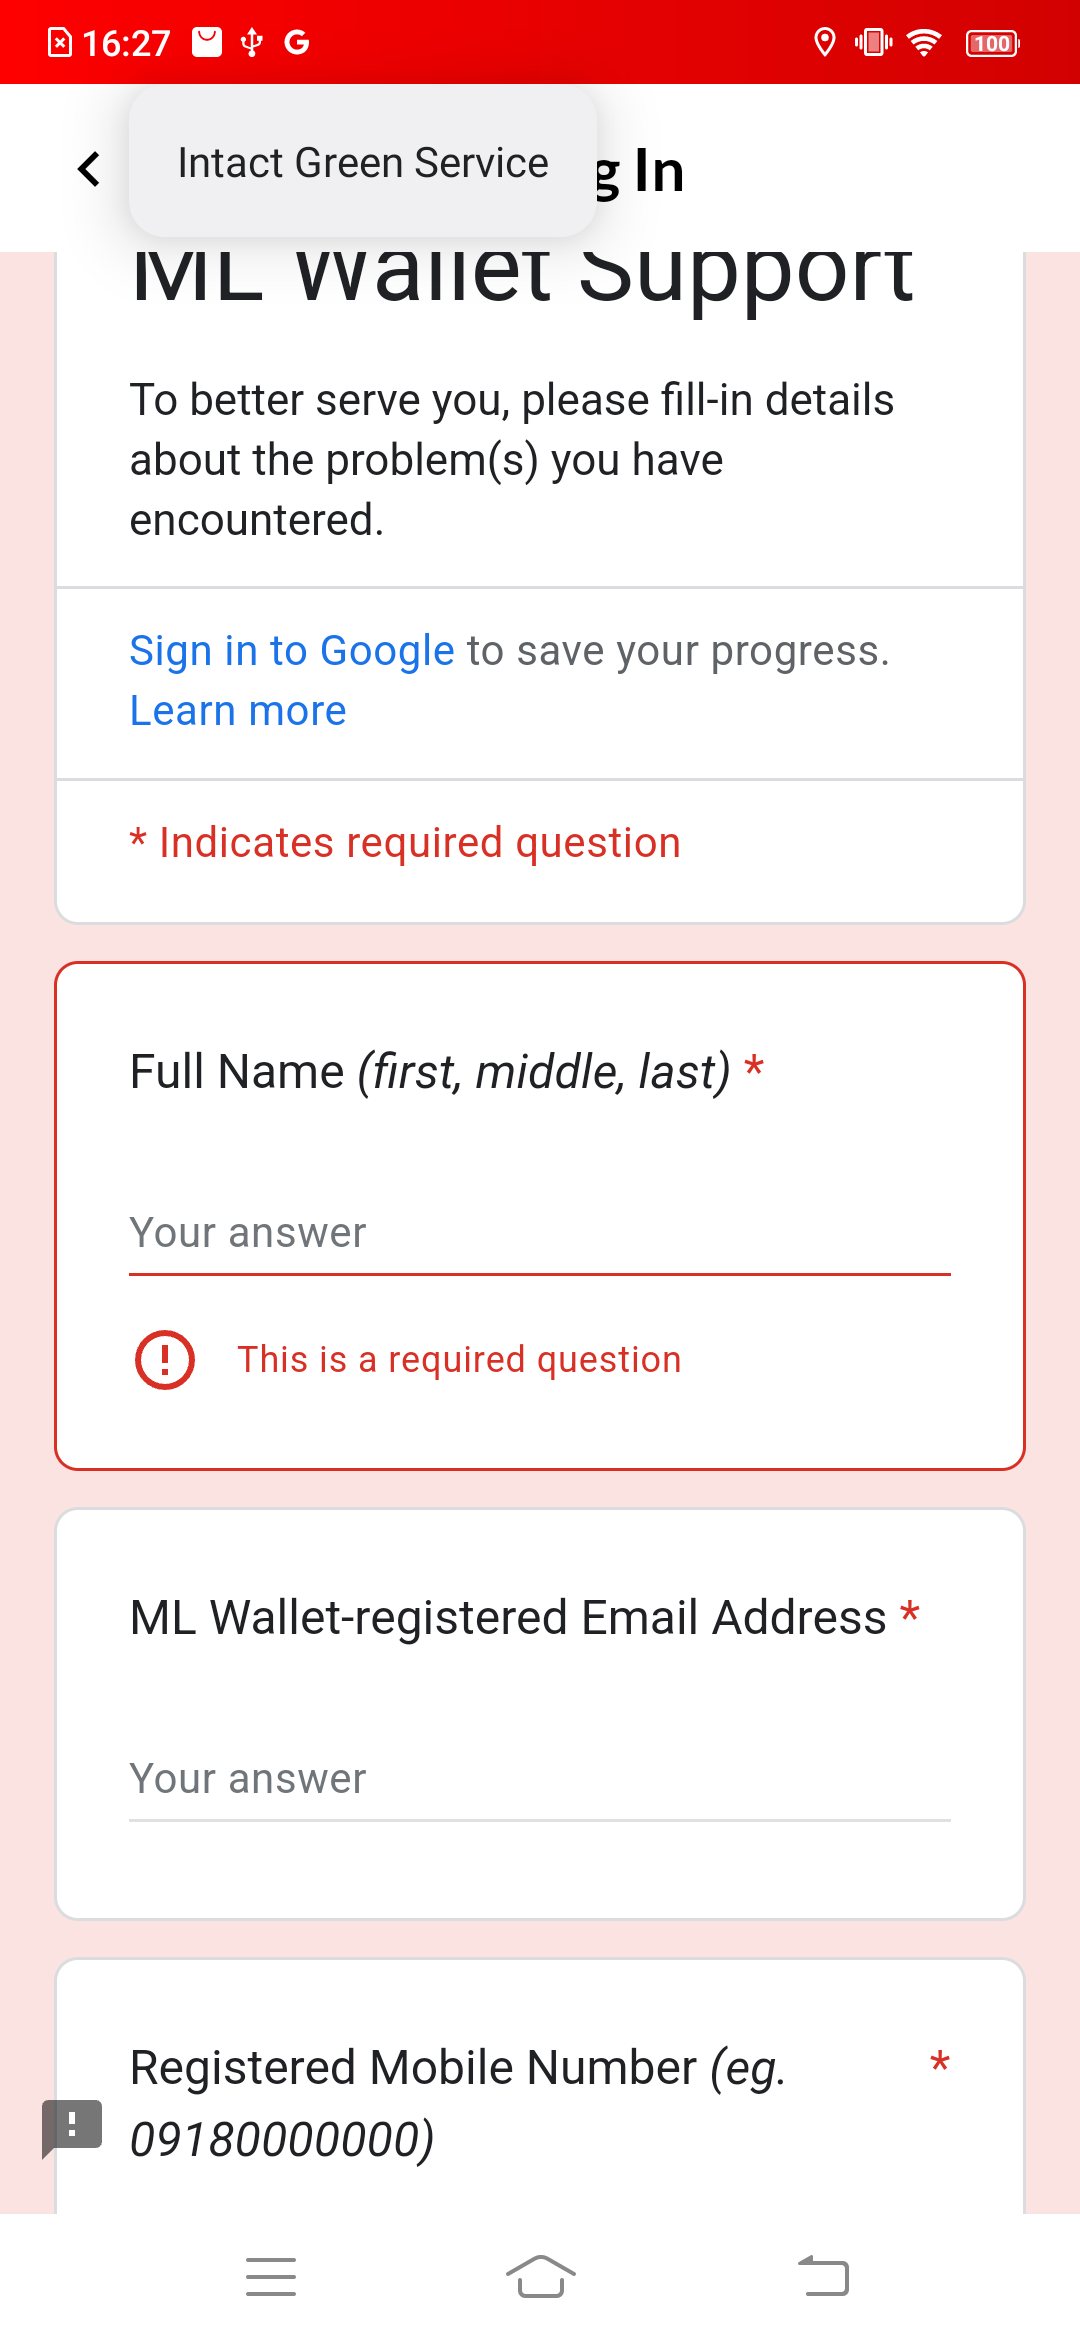 16:27
100
Intact Green Service
g In
ML Wallet Support
To better serve you, please fill-in details
about the problem(s) you have
encountered.
Sign in to Google to save your progress.
Learn more
* Indicates required question
Full Name (first, middle, last) *
Your answer
This is a required question
ML Wallet-registered Email Address *
Your answer
Registered Mobile Number (eg. *
09180000000)